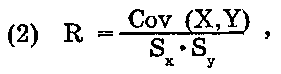 (2) R = Cov (X,Y) / S_x · S_y ,